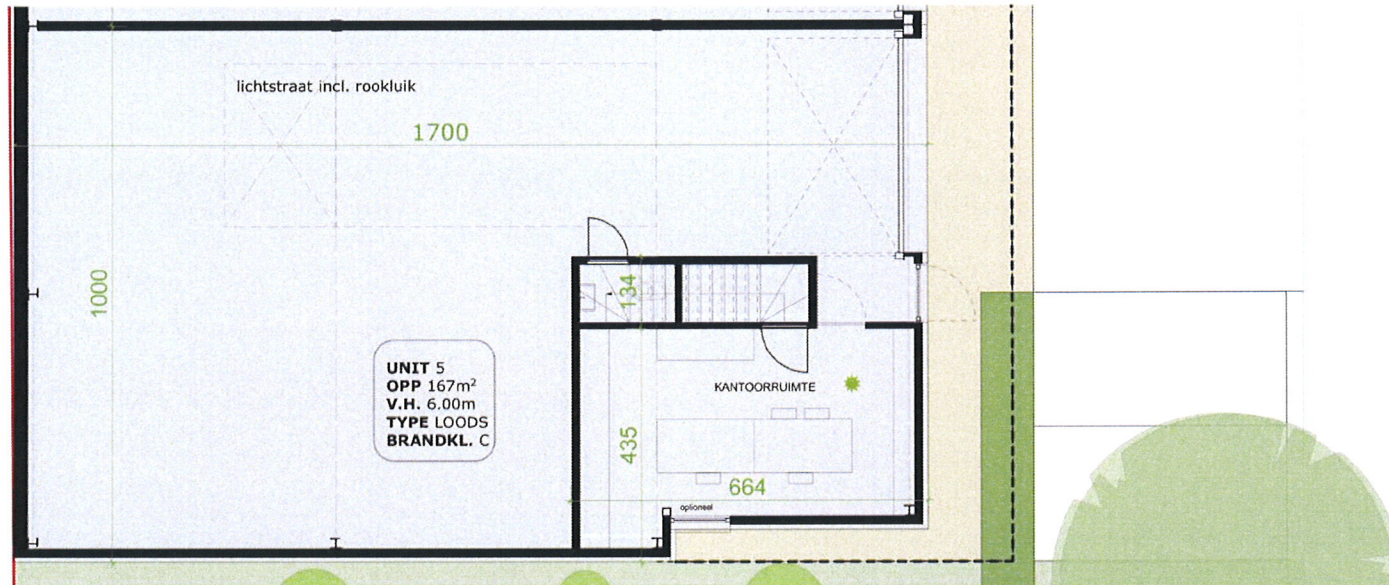 lichtstraat incl. rookluik
1700
1000
134
UNIT 5
OPP 167m²
V.H. 6.00m
TYPE LOODS
BRANDKL. C
KANTOORRUIMTE
435
664
optioneel